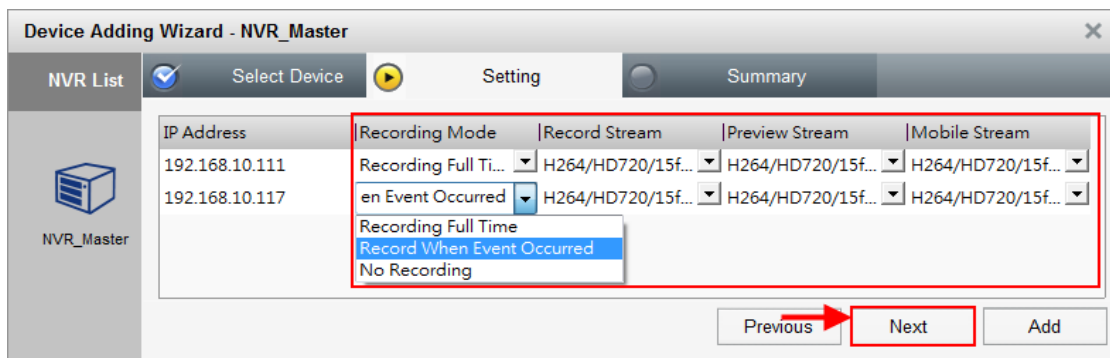 Device Adding Wizard - NVR_Master
NVR List Select Device Setting Summary
IP Address Recording Mode Record Stream Preview Stream Mobile Stream
192.168.10.111 Recording Full Ti... H264/HD720/15f... H264/HD720/15f... H264/HD720/15f...
192.168.10.117 en Event Occurred H264/HD720/15f... H264/HD720/15f... H264/HD720/15f...
Recording Full Time
Record When Event Occurred
No Recording
NVR_Master
Previous Next Add